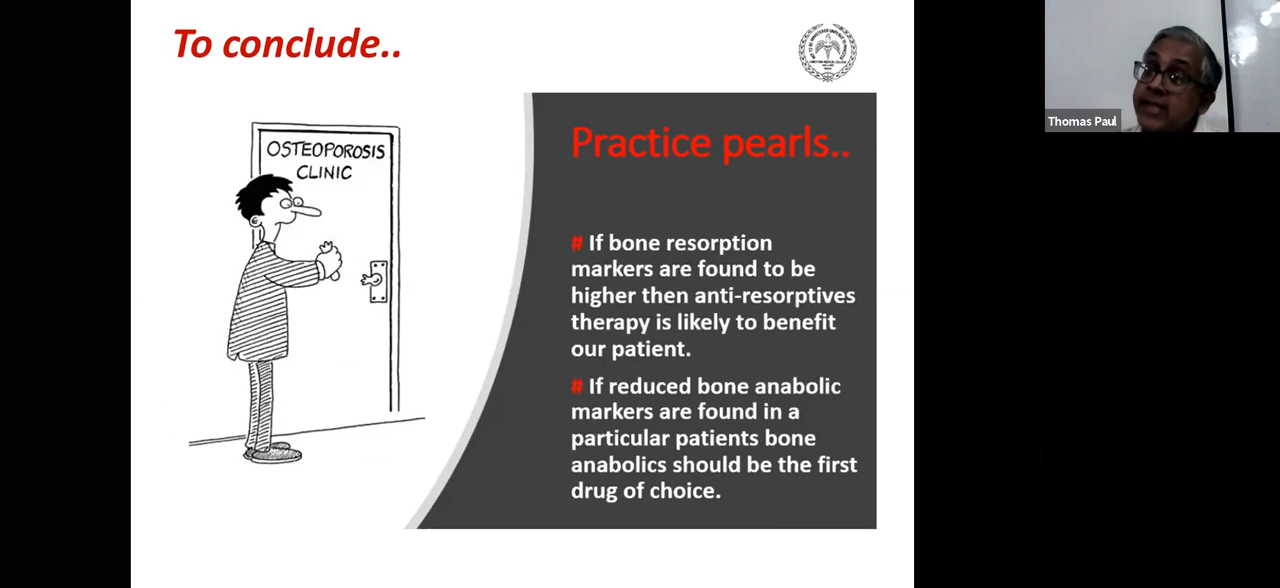 To conclude..
OSTEOPOROSIS
CLINIC
Practice pearls..
# If bone resorption
markers are found to be
higher then anti-resorptives
therapy is likely to benefit
our patient.
# If reduced bone anabolic
markers are found in a
particular patients bone
anabolics should be the first
drug of choice.
Thomas Paul